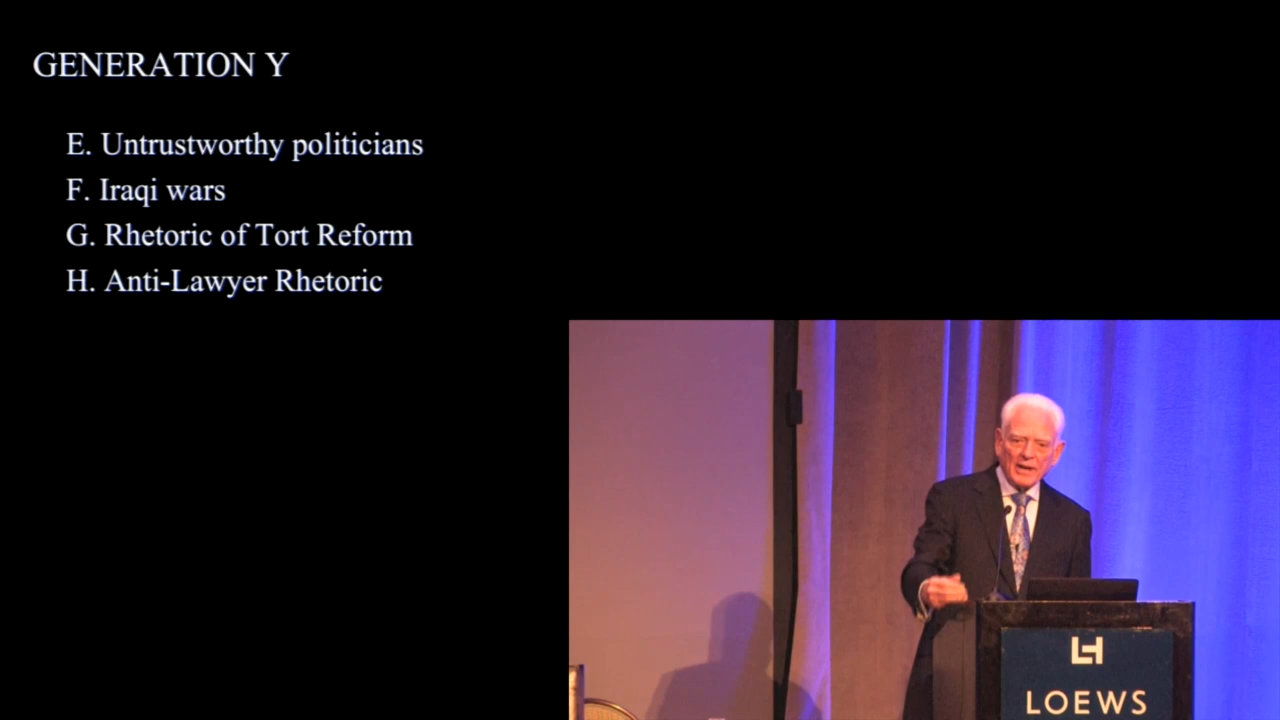 GENERATION Y
E. Untrustworthy politicians
F. Iraqi wars
G. Rhetoric of Tort Reform
H. Anti-Lawyer Rhetoric
LH
LOEWS